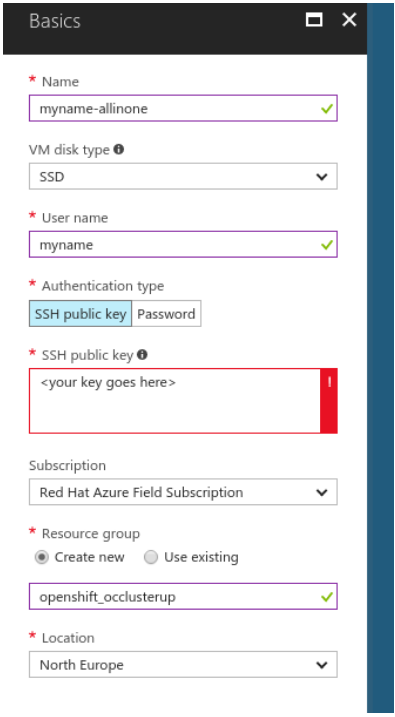 Basics
* Name
myname-allinone
VM disk type
SSD
* User name
myname
* Authentication type
SSH public key Password
* SSH public key
<your key goes here>
Subscription
Red Hat Azure Field Subscription
* Resource group
Create new Use existing
openshift_occlusterup
* Location
North Europe